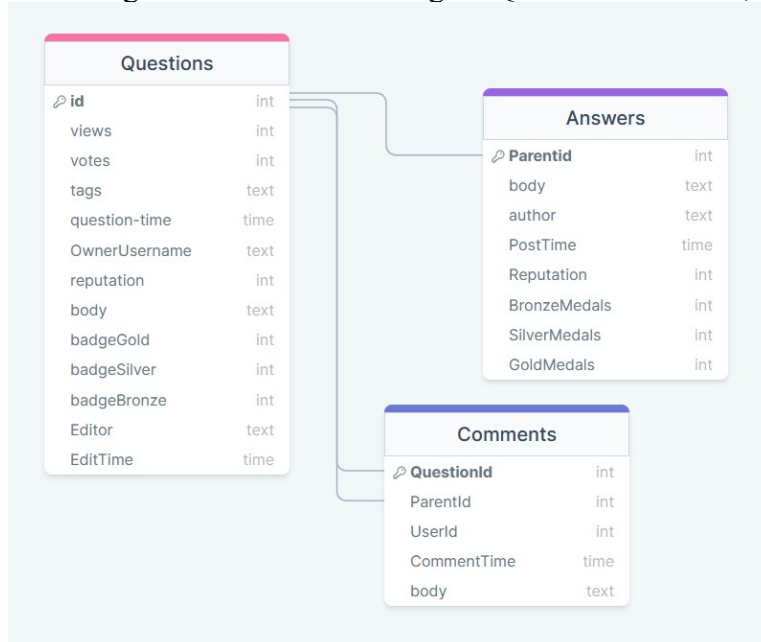 Questions
id int
views int
votes int
tags text
question-time time
OwnerUsername text
reputation int
body text
badgeGold int
badgeSilver int
badgeBronze int
Editor text
EditTime time
Answers
Parentid int
body text
author text
PostTime time
Reputation int
BronzeMedals int
SilverMedals int
GoldMedals int
Comments
QuestionId int
ParentId int
UserId int
CommentTime time
body text